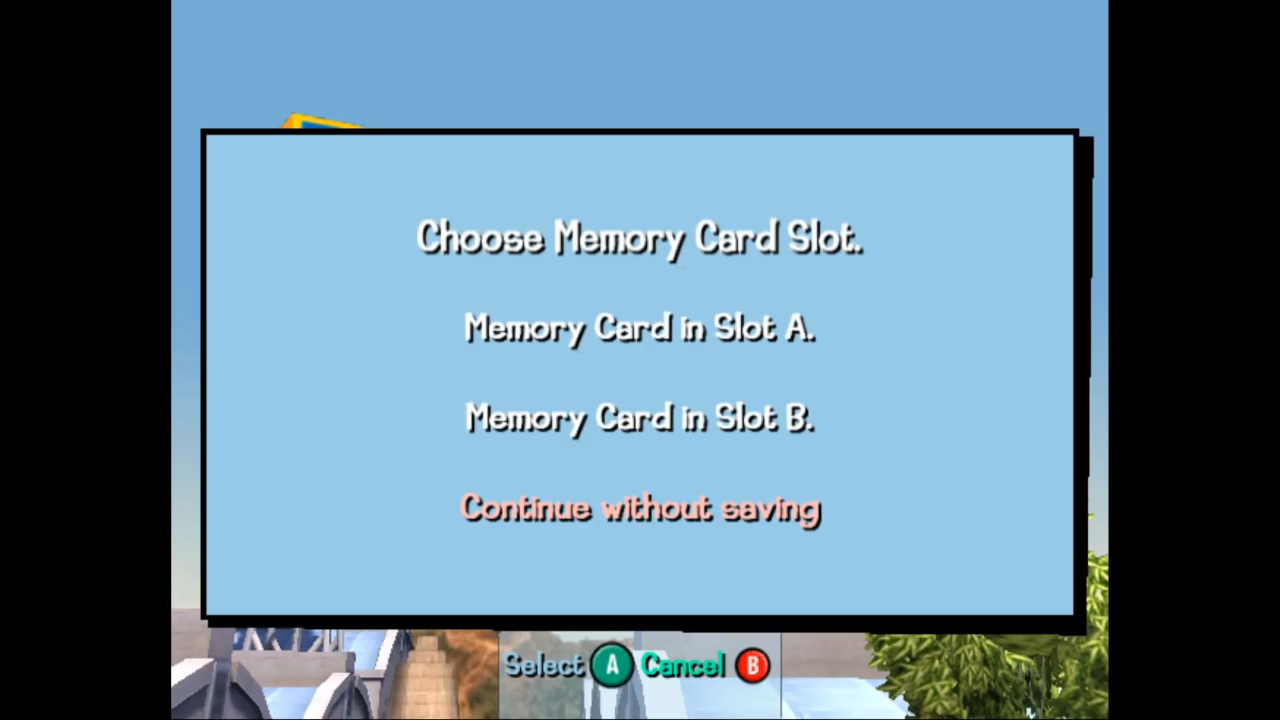 Choose Memory Card Slot.
Memory Card in Slot A.
Memory Card in Slot B.
Continue without saving
Select A Cancel B